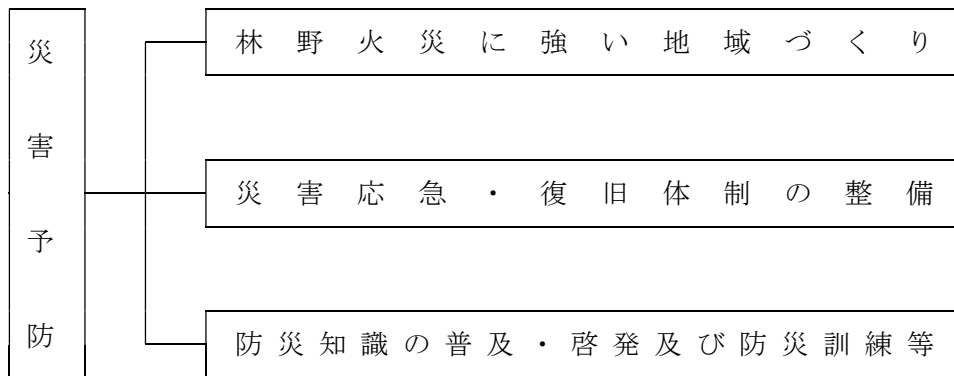 災害予防
林野火災に強い地域づくり
災害応急・復旧体制の整備
防災知識の普及・啓発及び防災訓練等